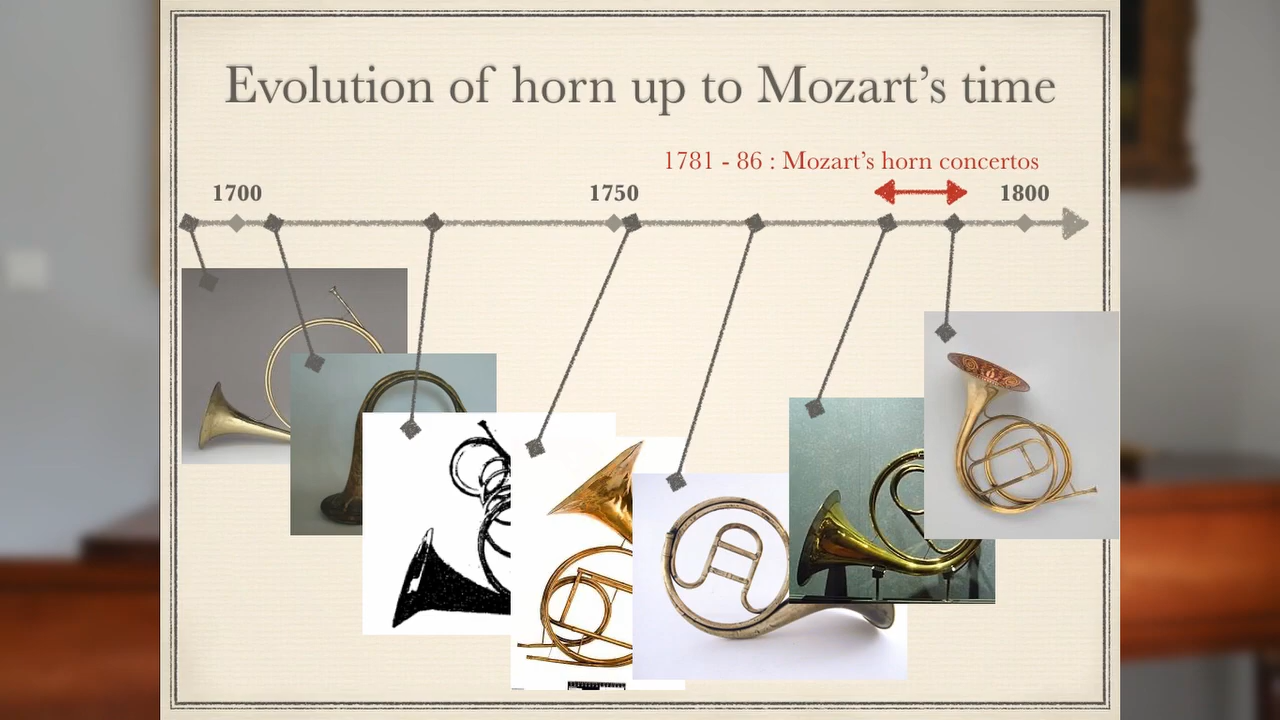 Evolution of horn up to Mozart's time
1781 - 86 : Mozart's horn concertos
1700
1750
1800